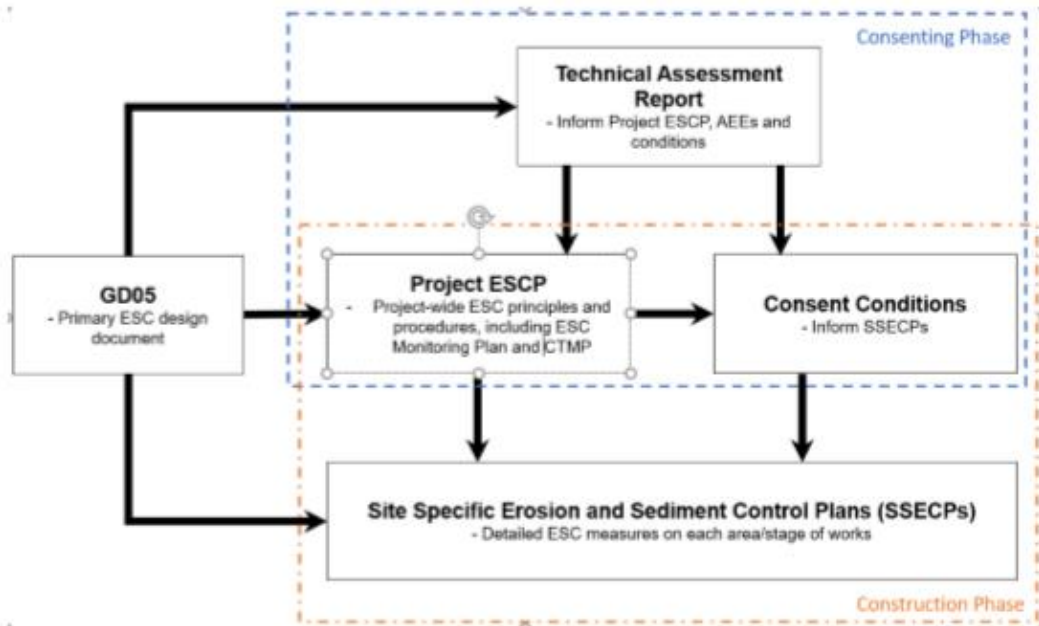 Consenting Phase
Technical Assessment
Report
- Inform Project ESCP, AEEs and
conditions
GD05
- Primary ESC design
document
Project ESCP
- Project-wide ESC principles and
procedures, including ESC
Monitoring Plan and CTMP
Consent Conditions
- Inform SSECPs
Site Specific Erosion and Sediment Control Plans (SSECPs)
- Detailed ESC measures on each area/stage of works
Construction Phase